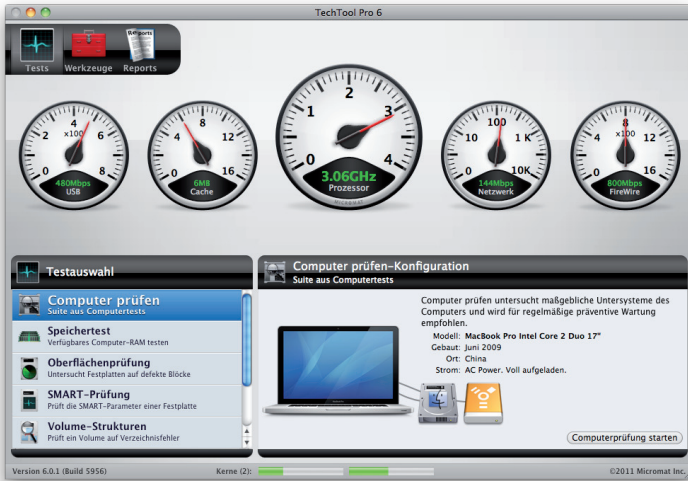 TechTool Pro 6
Reports
Tests Werkzeuge Reports
0 2 4 6 8
x100
480Mbps
USB
0 4 8 12 16
6MB
Cache
0 1 2 3 4
3.06GHz
Prozessor
MICROMAT
0 10 100 1 K 10K
144Mbps
Netzwerk
0 4 8 12 16
x100
800Mbps
FireWire
Testauswahl
Computer prüfen
Suite aus Computertests
Speichertest
Verfügbares Computer-RAM testen
Oberflächenprüfung
Untersucht Festplatten auf defekte Blöcke
SMART-Prüfung
Prüft die SMART-Parameter einer Festplatte
Volume-Strukturen
Prüft ein Volume auf Verzeichnisfehler
Computer prüfen-Konfiguration
Suite aus Computertests
Computer prüfen untersucht maßgebliche Untersysteme des
Computers und wird für regelmäßige präventive Wartung
empfohlen.
Modell: MacBook Pro Intel Core 2 Duo 17"
Gebaut: Juni 2009
Ort: China
Strom: AC Power. Voll aufgeladen.
Computerprüfung starten
Version 6.0.1 (Build 5956)
Kerne (2):
©2011 Micromat Inc.